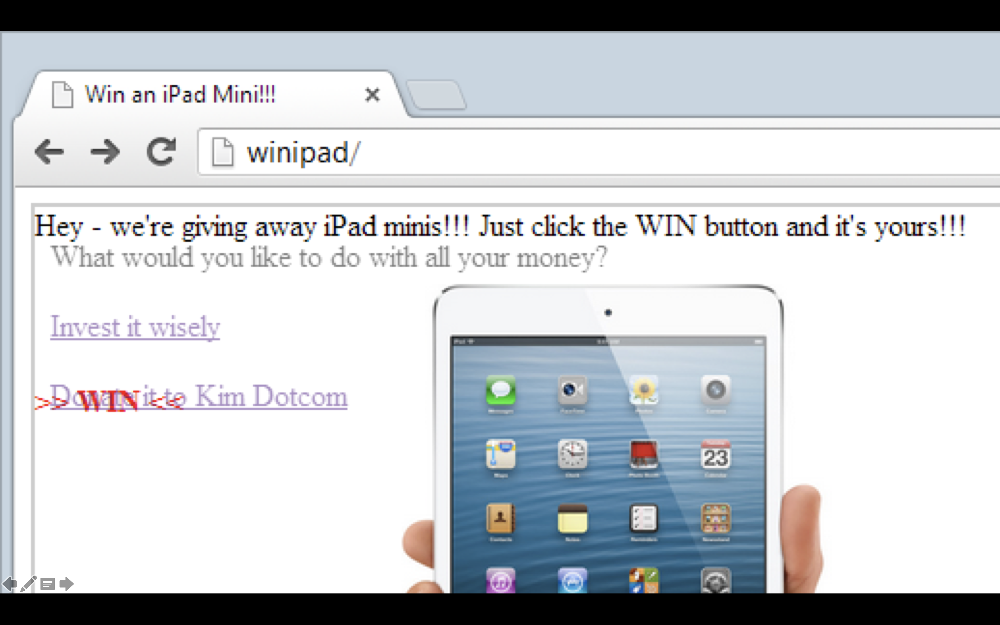 Win an iPad Mini!!!
winipad/
Hey - we're giving away iPad minis!!! Just click the WIN button and it's yours!!!
What would you like to do with all your money?
Invest it wisely
Donate it to Kim Dotcom
>> WIN <<
23